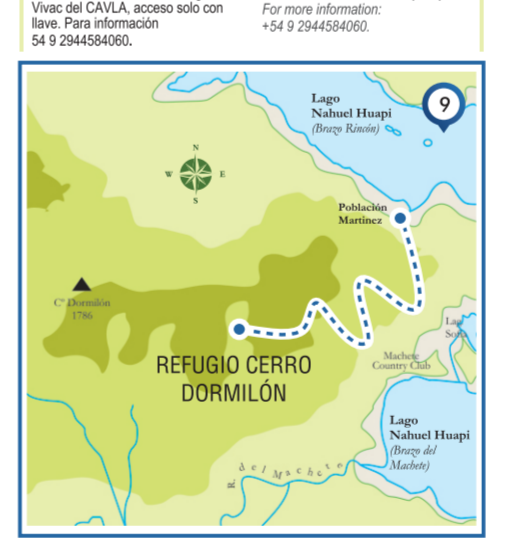 Vivac del CAVLA, acceso solo con
llave. Para información
54 9 2944584060.
For more information:
+54 9 2944584060.
9
Lago
Nahuel Huapi
(Brazo Rincón)
N
W E
S
Población
Martinez
Cº Dormilón
1786
Lago
REFUGIO CERRO
DORMILÓN
Machete
Country Club
Lago
Nahuel Huapi
(Brazo del
Machete)
R. del Machete